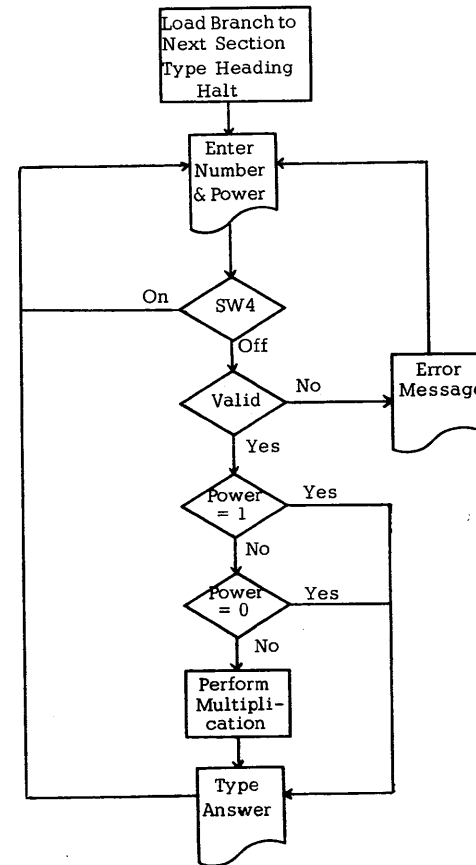 Load Branch to
Next Section
Type Heading
Halt
Enter
Number
& Power
On
SW4
Off
Valid
No
Error
Message
Yes
Power
= 1
Yes
No
Power
= 0
Yes
No
Perform
Multipli-
cation
Type
Answer